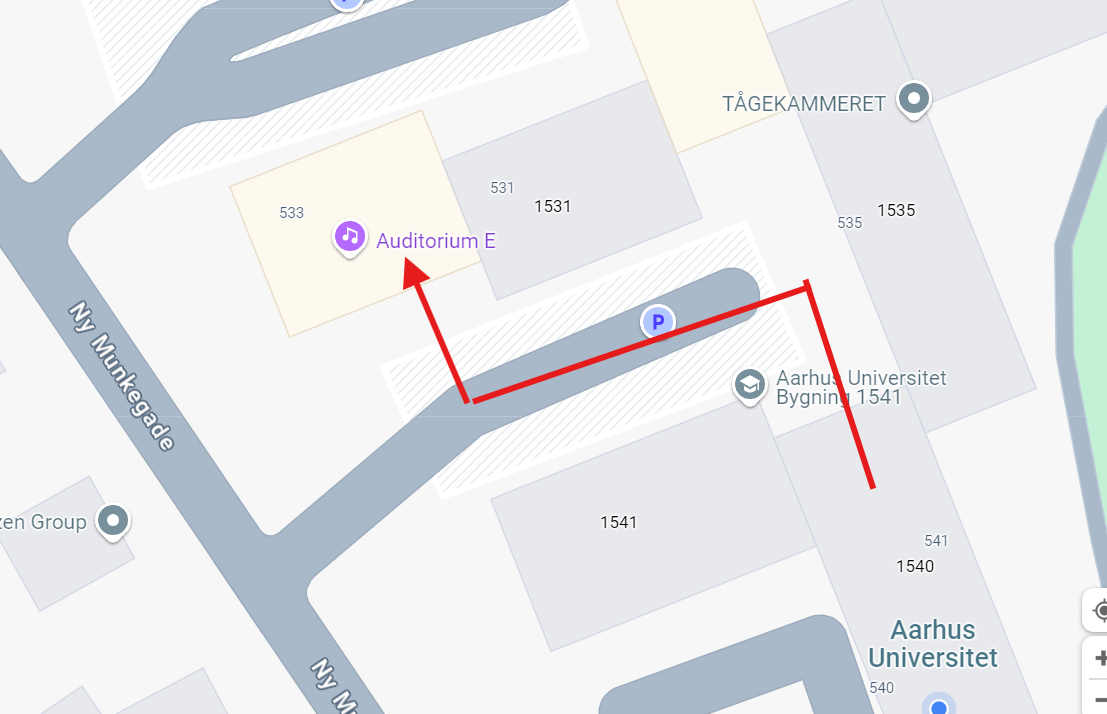 P
TÅGEKAMMERET
531
1531
533
1535
535
Auditorium E
Ny Munkegade
P
Aarhus Universitet
Bygning 1541
zen Group
1541
541
1540
Aarhus
Universitet
540
Ny M